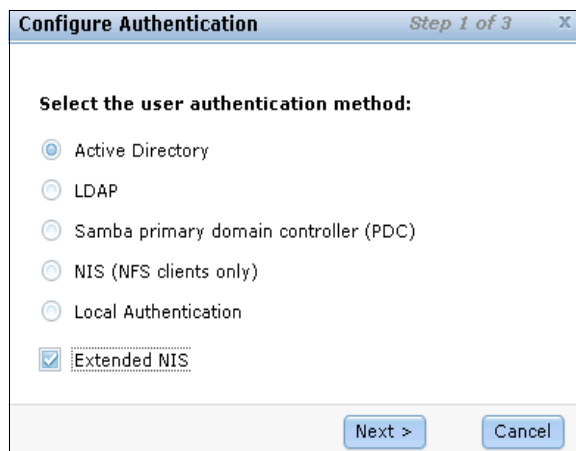 Configure Authentication Step 1 of 3 x
Select the user authentication method:
Active Directory
LDAP
Samba primary domain controller (PDC)
NIS (NFS clients only)
Local Authentication
Extended NIS
Next > Cancel